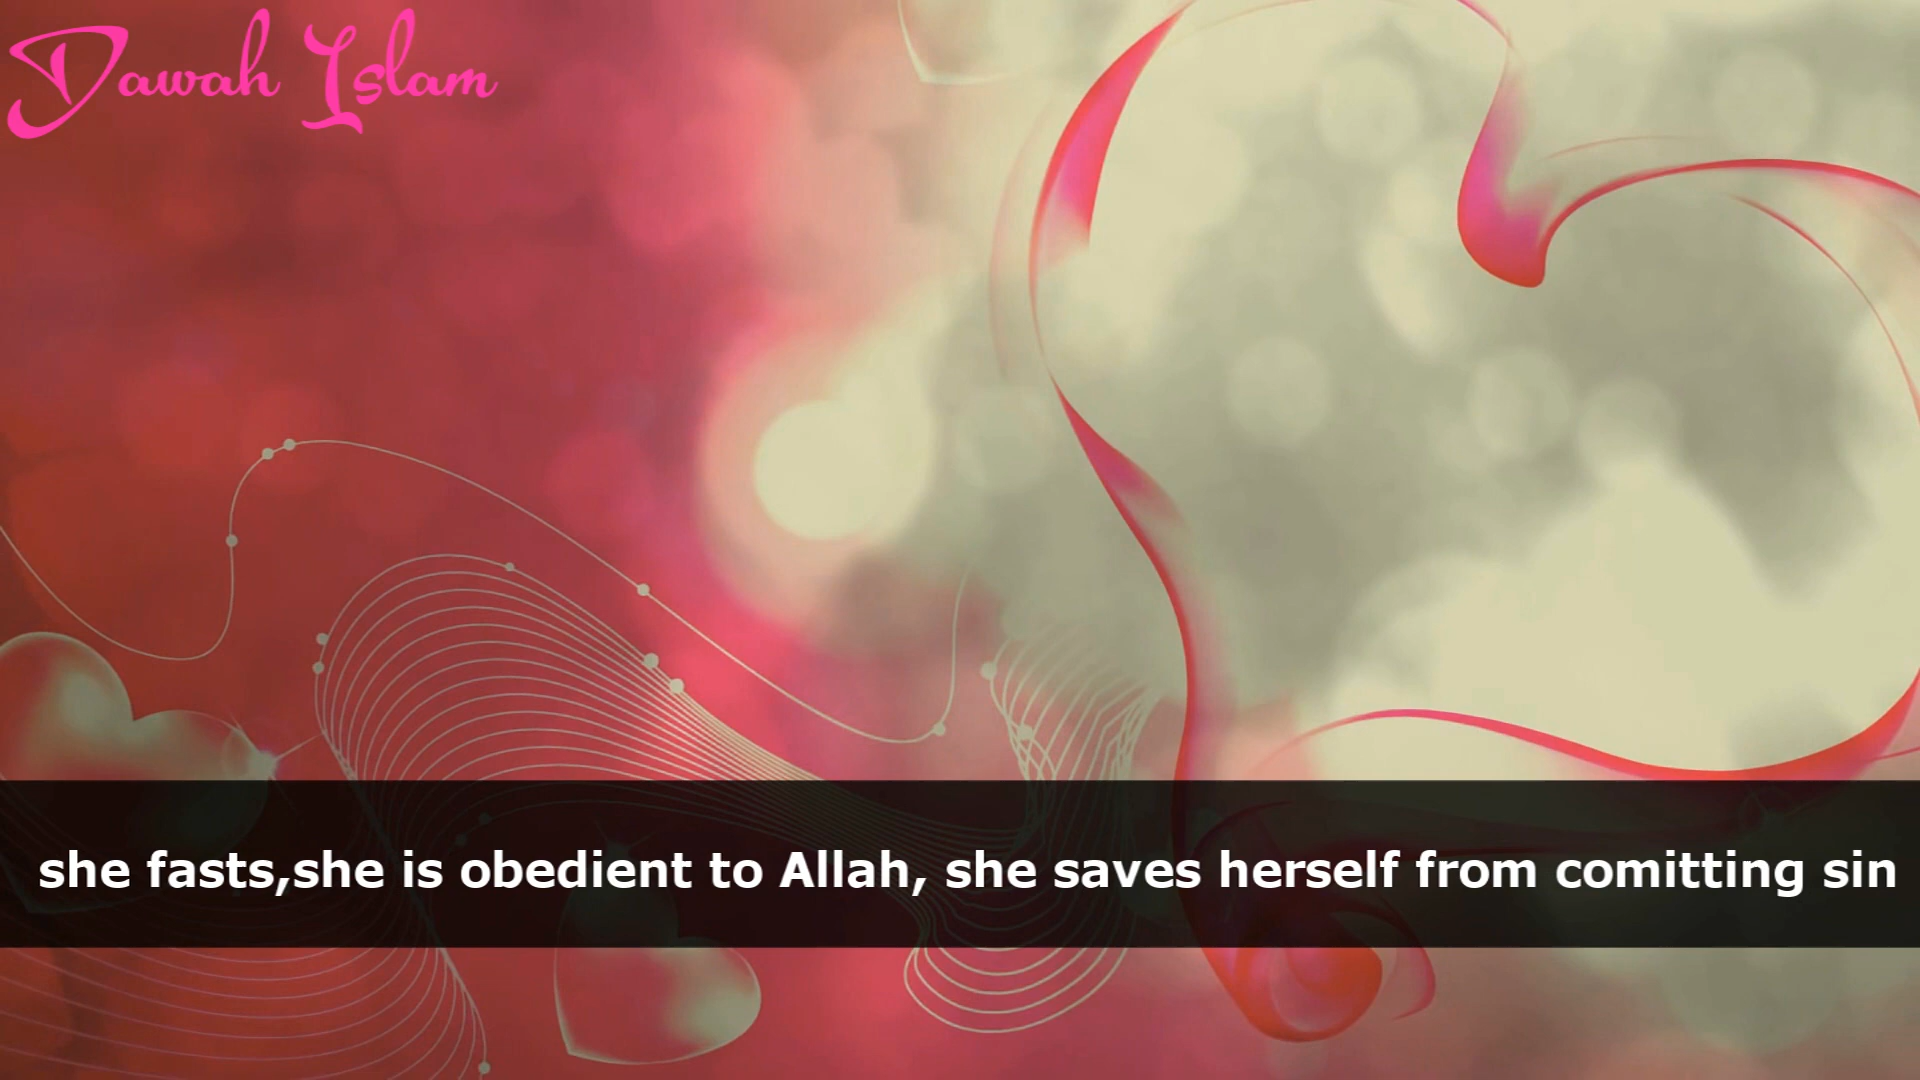 Dawah Islam
she fasts,she is obedient to Allah, she saves herself from comitting sin